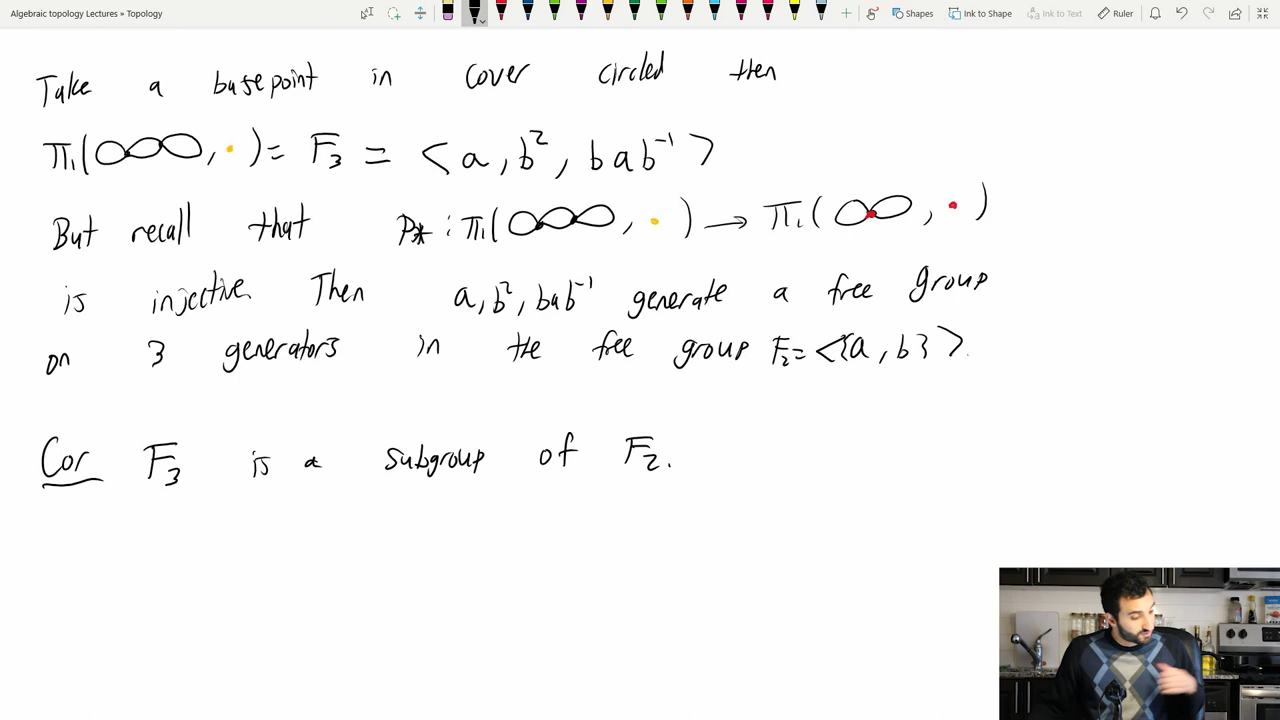 Algebraic topology Lectures » Topology
Shapes Ink to Shape Ink to Text Ruler
Take a basepoint in cover circled then
π₁( , ) = F₃ = <a, b², bab⁻¹>
But recall that P* : π₁( , ) → π₁( , )
is injective. Then a, b², bab⁻¹ generate a free group
on 3 generators in the free group F₂ = <{a, b}>.
Cor F₃ is a subgroup of F₂.